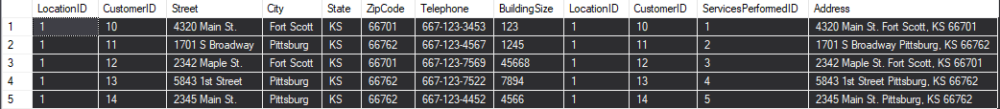 LocationID CustomerID Street City State ZipCode Telephone BuildingSize LocationID CustomerID ServicesPerfomedID Address
1 1 10 4320 Main St. Fort Scott KS 66701 667-123-3453 123 1 10 1 4320 Main St. Fort Scott, KS 66701
2 1 11 1701 S Broadway Pittsburg KS 66762 667-123-4567 1245 1 11 2 1701 S Broadway Pittsburg, KS 66762
3 1 12 2342 Maple St. Fort Scott KS 66701 667-123-7569 45668 1 12 3 2342 Maple St. Fort Scott, KS 66701
4 1 13 5843 1st Street Pittsburg KS 66762 667-123-7522 7894 1 13 4 5843 1st Street Pittsburg, KS 66762
5 1 14 2345 Main St. Pittsburg KS 66762 667-123-4452 4566 1 14 5 2345 Main St. Pittsburg, KS 66762